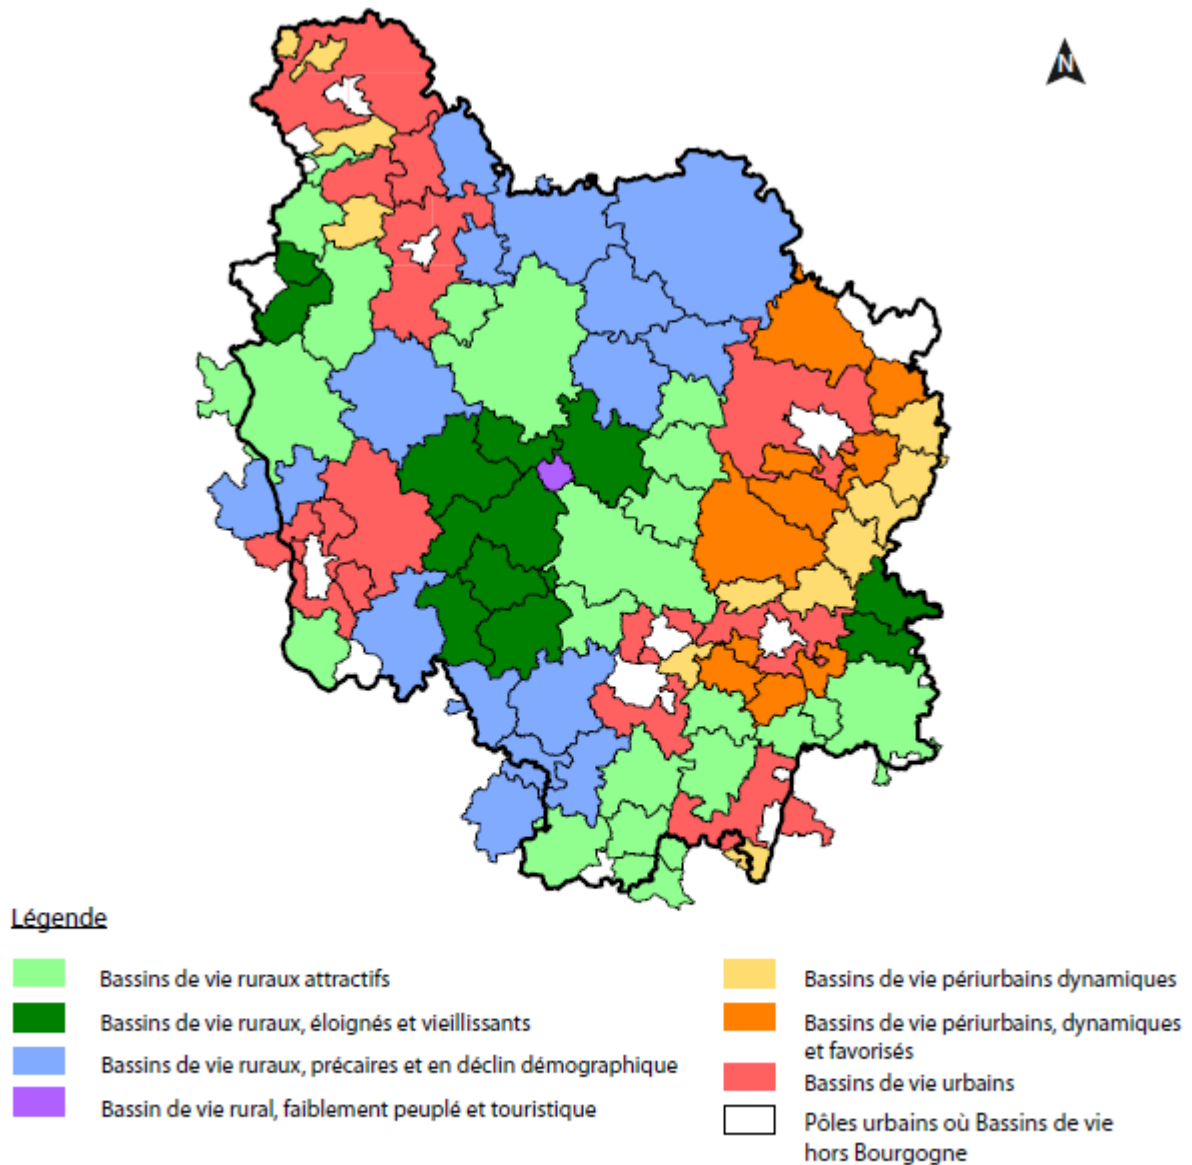 N
Légende
Bassins de vie ruraux attractifs
Bassins de vie ruraux, éloignés et vieillissants
Bassins de vie ruraux, précaires et en déclin démographique
Bassin de vie rural, faiblement peuplé et touristique
Bassins de vie périurbains dynamiques
Bassins de vie périurbains, dynamiques
et favorisés
Bassins de vie urbains
Pôles urbains où Bassins de vie
hors Bourgogne